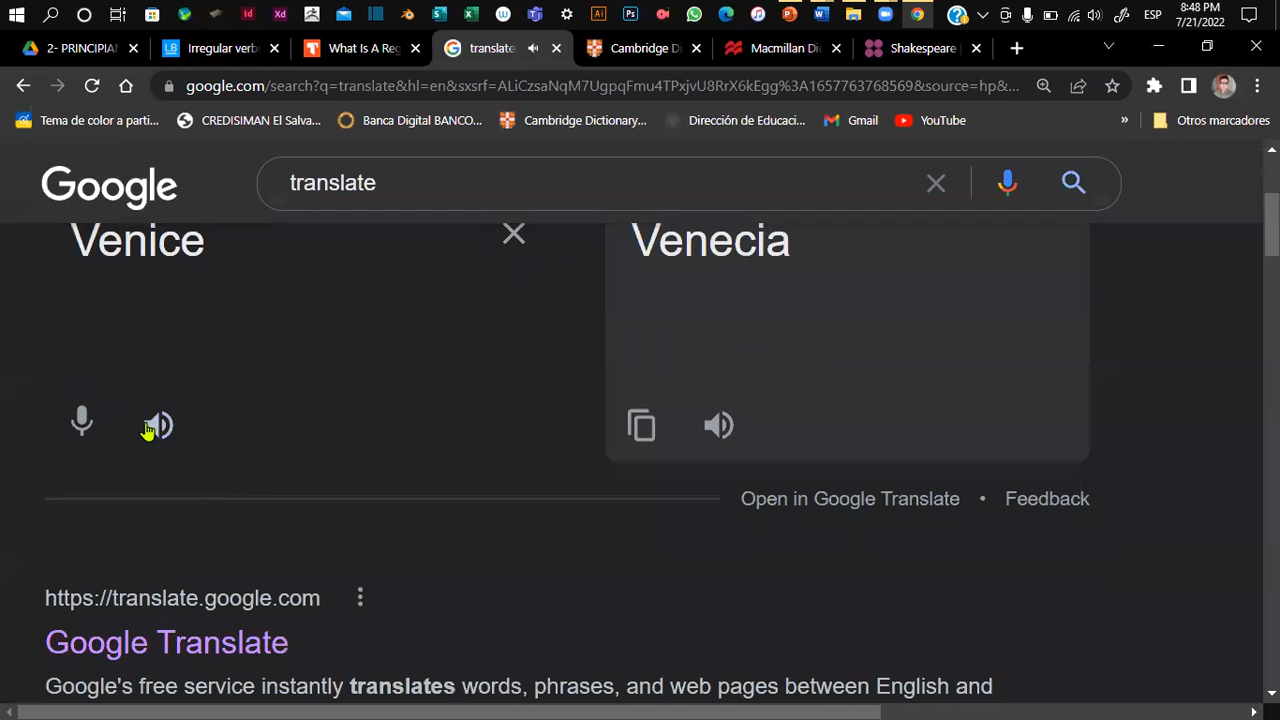 8:48 PM
ESP
7/21/2022
2- PRINCIPIAN
Irregular verb
What Is A Reg
translate
Cambridge Di
Macmillan Dic
Shakespeare
google.com/search?q=translate&hl=en&sxsrf=ALiCzsaNqM7UgpqFmu4TPxjvU8RrX6kEgg%3A1657763768569&source=hp&...
Tema de color a parti...
CREDISIMAN El Salva...
Banca Digital BANCO...
Cambridge Dictionary...
Dirección de Educaci...
Gmail
YouTube
»
Otros marcadores
Google
translate
Venice
Venecia
Open in Google Translate • Feedback
https://translate.google.com
Google Translate
Google's free service instantly translates words, phrases, and web pages between English and